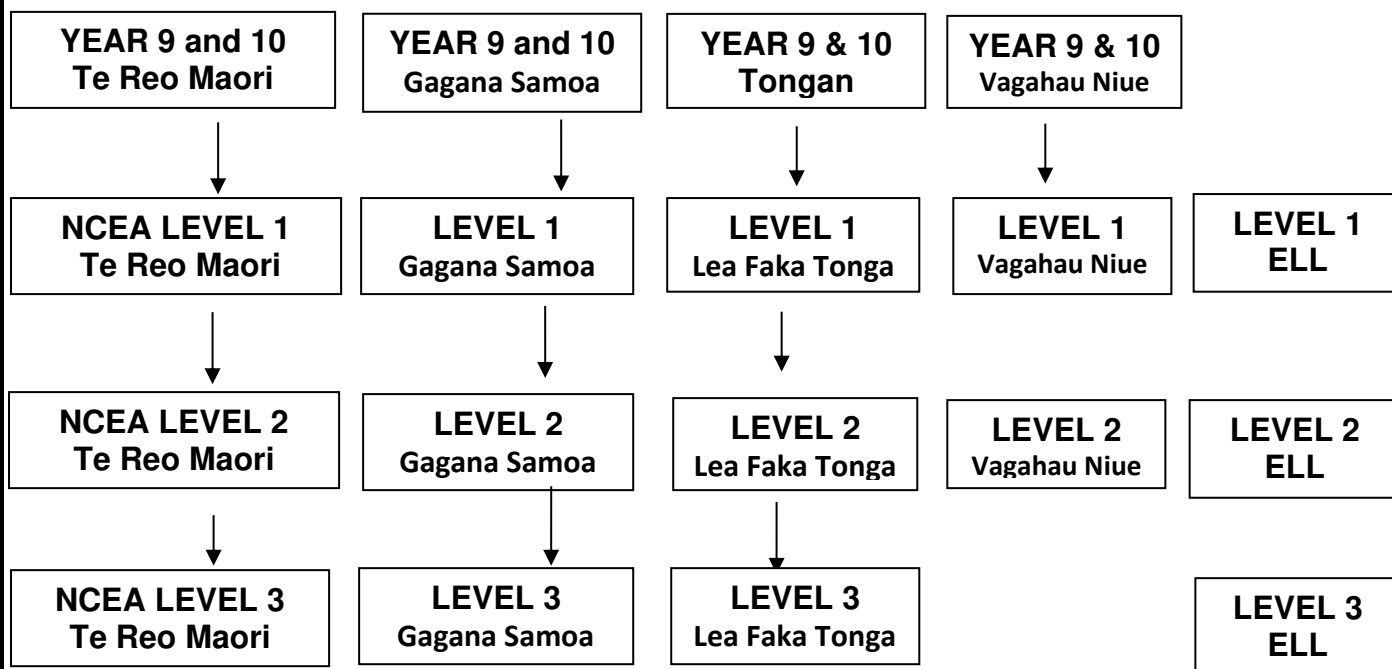 YEAR 9 and 10
Te Reo Maori
YEAR 9 and 10
Gagana Samoa
YEAR 9 & 10
Tongan
YEAR 9 & 10
Vagahau Niue
NCEA LEVEL 1
Te Reo Maori
LEVEL 1
Gagana Samoa
LEVEL 1
Lea Faka Tonga
LEVEL 1
Vagahau Niue
LEVEL 1
ELL
NCEA LEVEL 2
Te Reo Maori
LEVEL 2
Gagana Samoa
LEVEL 2
Lea Faka Tonga
LEVEL 2
Vagahau Niue
LEVEL 2
ELL
NCEA LEVEL 3
Te Reo Maori
LEVEL 3
Gagana Samoa
LEVEL 3
Lea Faka Tonga
LEVEL 3
ELL